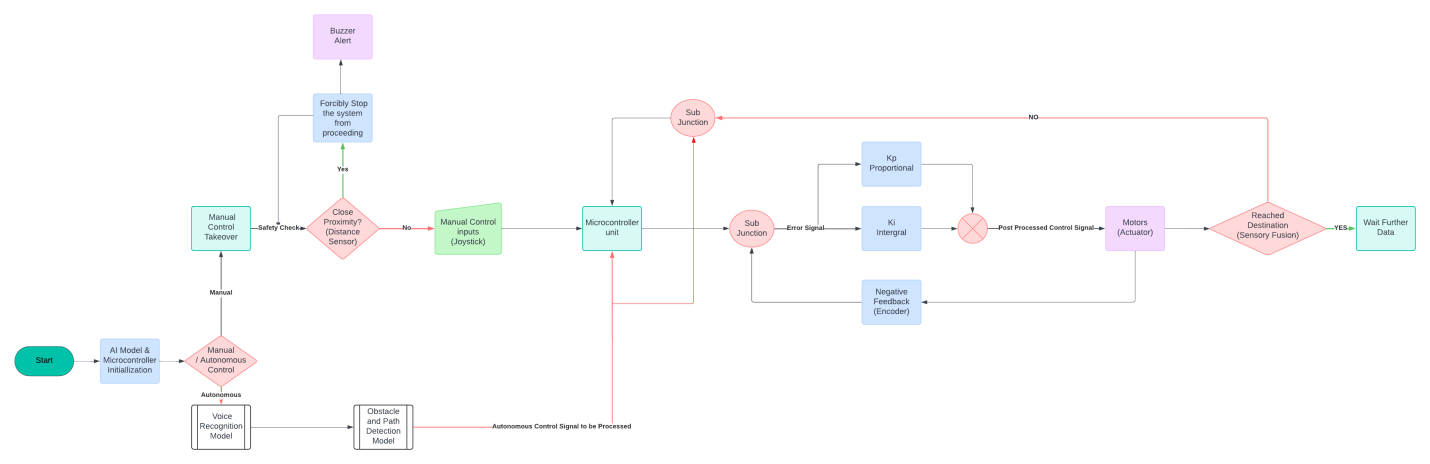 Buzzer
Alert
Forcibly Stop
the system
from
proceeding
Yes
Manual
Control
Takeover
Safety Check
Close
Proximity?
(Distance
Sensor)
No
Manual Control
inputs
(Joystick)
Microcontroller
unit
Sub
Junction
NO
Sub
Junction
Error Signal
Kp
Proportional
Ki
Intergral
Negative
Feedback
(Encoder)
Post Processed Control Signal
Motors
(Actuator)
Reached
Destination
(Sensory Fusion)
YES
Wait Further
Data
Manual
Start
AI Model &
Microcontroller
Initiallization
Manual
/ Autonomous
Control
Autonomous
Voice
Recognition
Model
Obstacle
and Path
Detection
Model
Autonomous Control Signal to be Processed